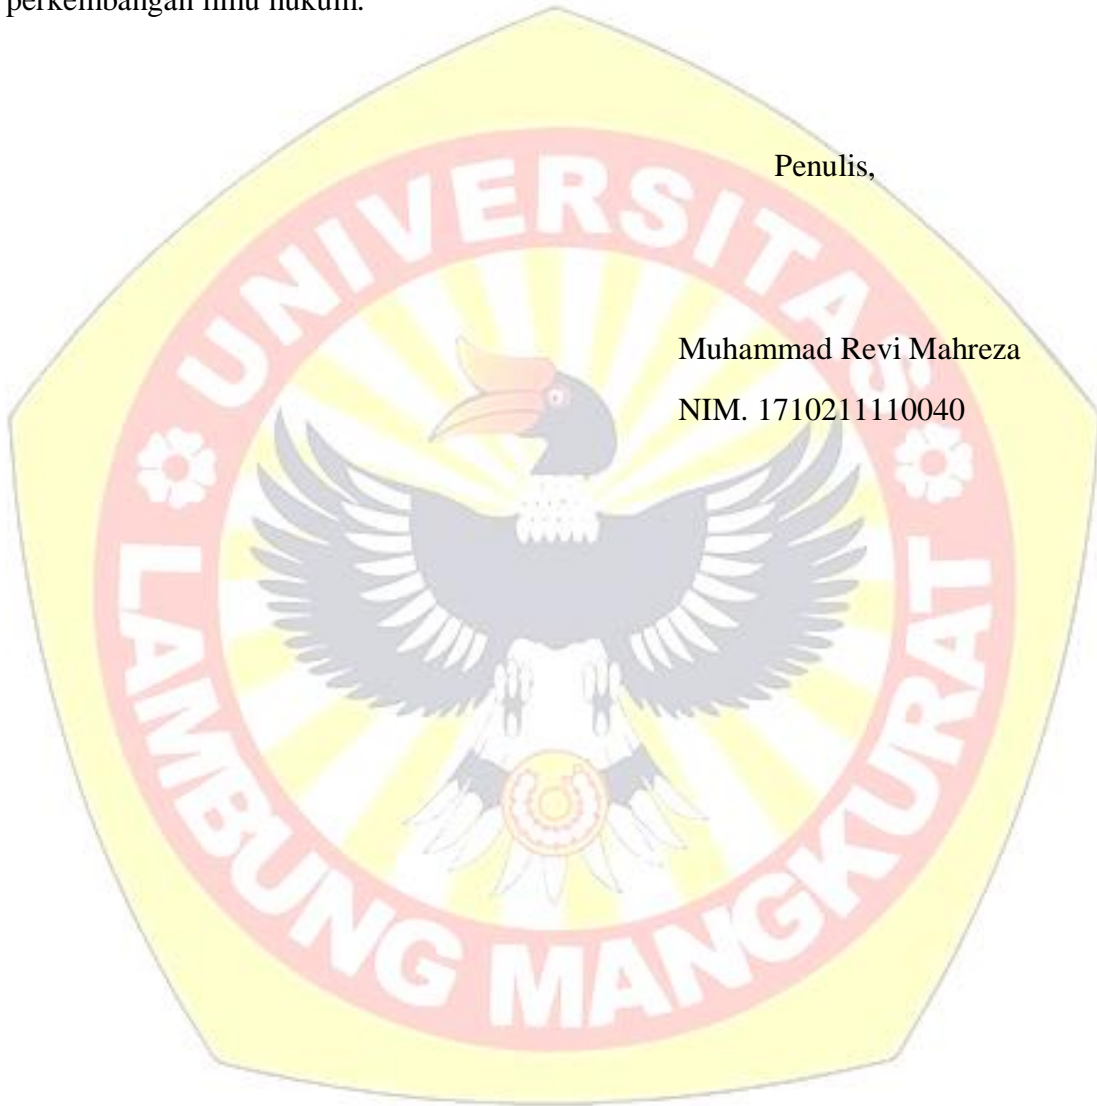 perkembangan ilmu hukum.
Penulis,
Muhammad Revi Mahreza
NIM. 1710211110040
UNIVERSITAS
LAMBUNG MANGKURAT